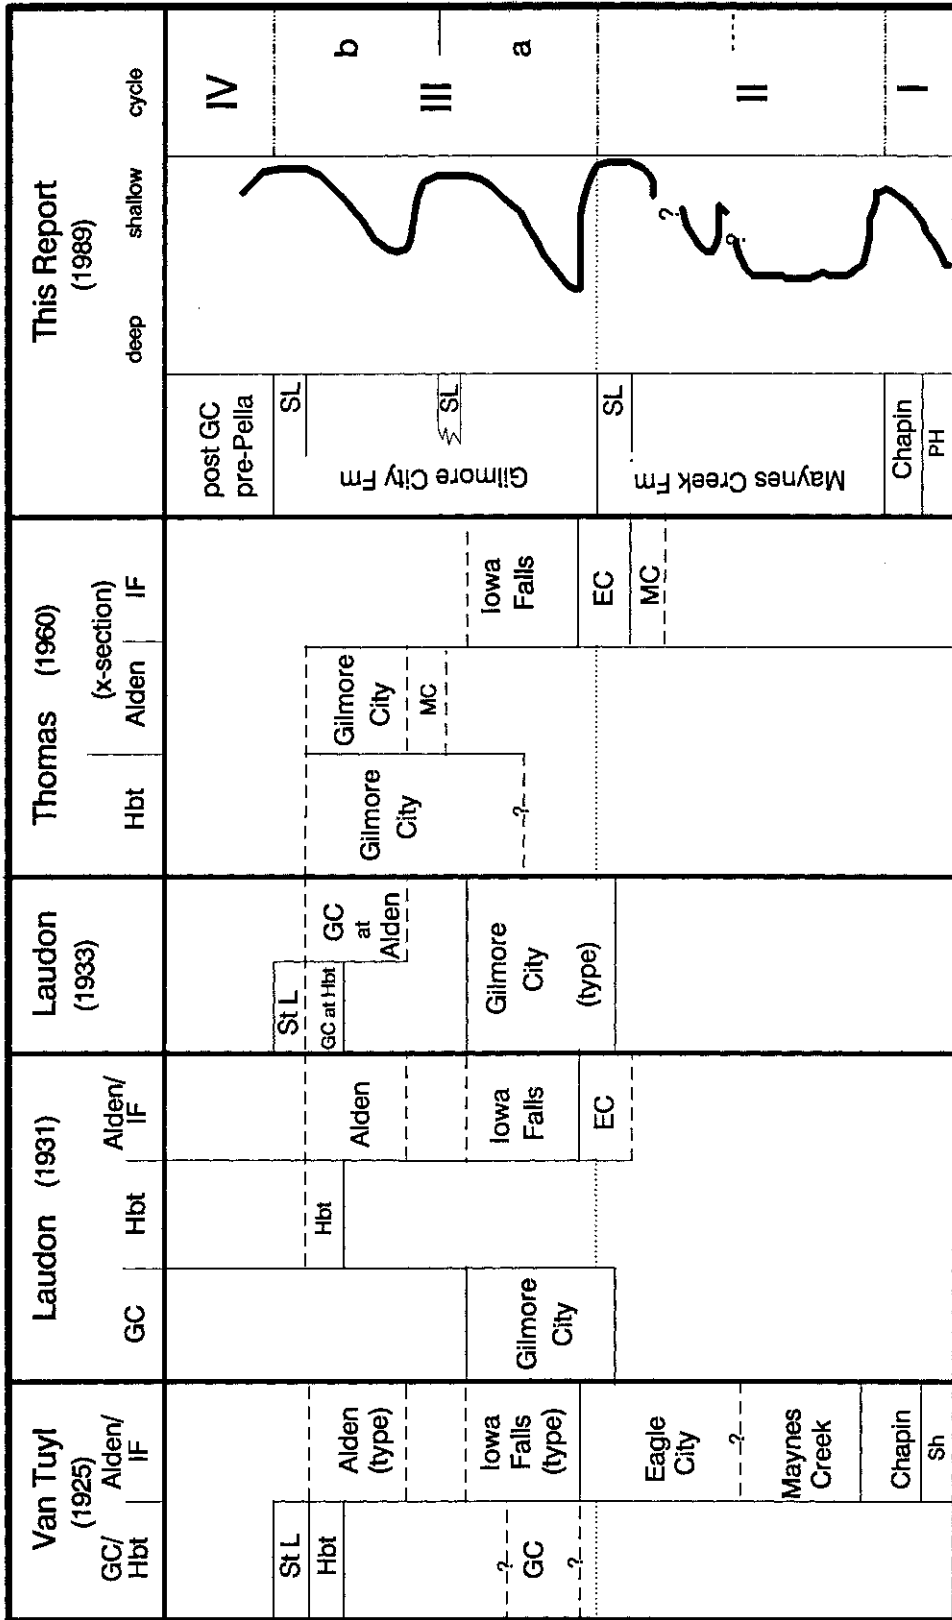 Van Tuyl
(1925)
GC/
Hbt
Alden/
IF
St L
Hbt
?
GC
?
Alden
(type)
Iowa
Falls
(type)
Eagle
City
?
Maynes
Creek
Chapin
Sh
Laudon (1931)
GC
Hbt
Alden/
IF
Gilmore
City
Hbt
Alden
Iowa
Falls
EC
Laudon
(1933)
St L
GC at Hbt
GC
at
Alden
Gilmore
City
(type)
Thomas (1960)
(x-section)
Hbt
Alden
IF
Gilmore
City
?
Gilmore
City
MC
Iowa
Falls
EC
MC
This Report
(1989)
deep
shallow
cycle
post GC
pre-Pella
SL
Gilmore City Fm
SL
SL
Maynes Creek Fm
Chapin
PH
?
?
IV
b
III
a
II
I